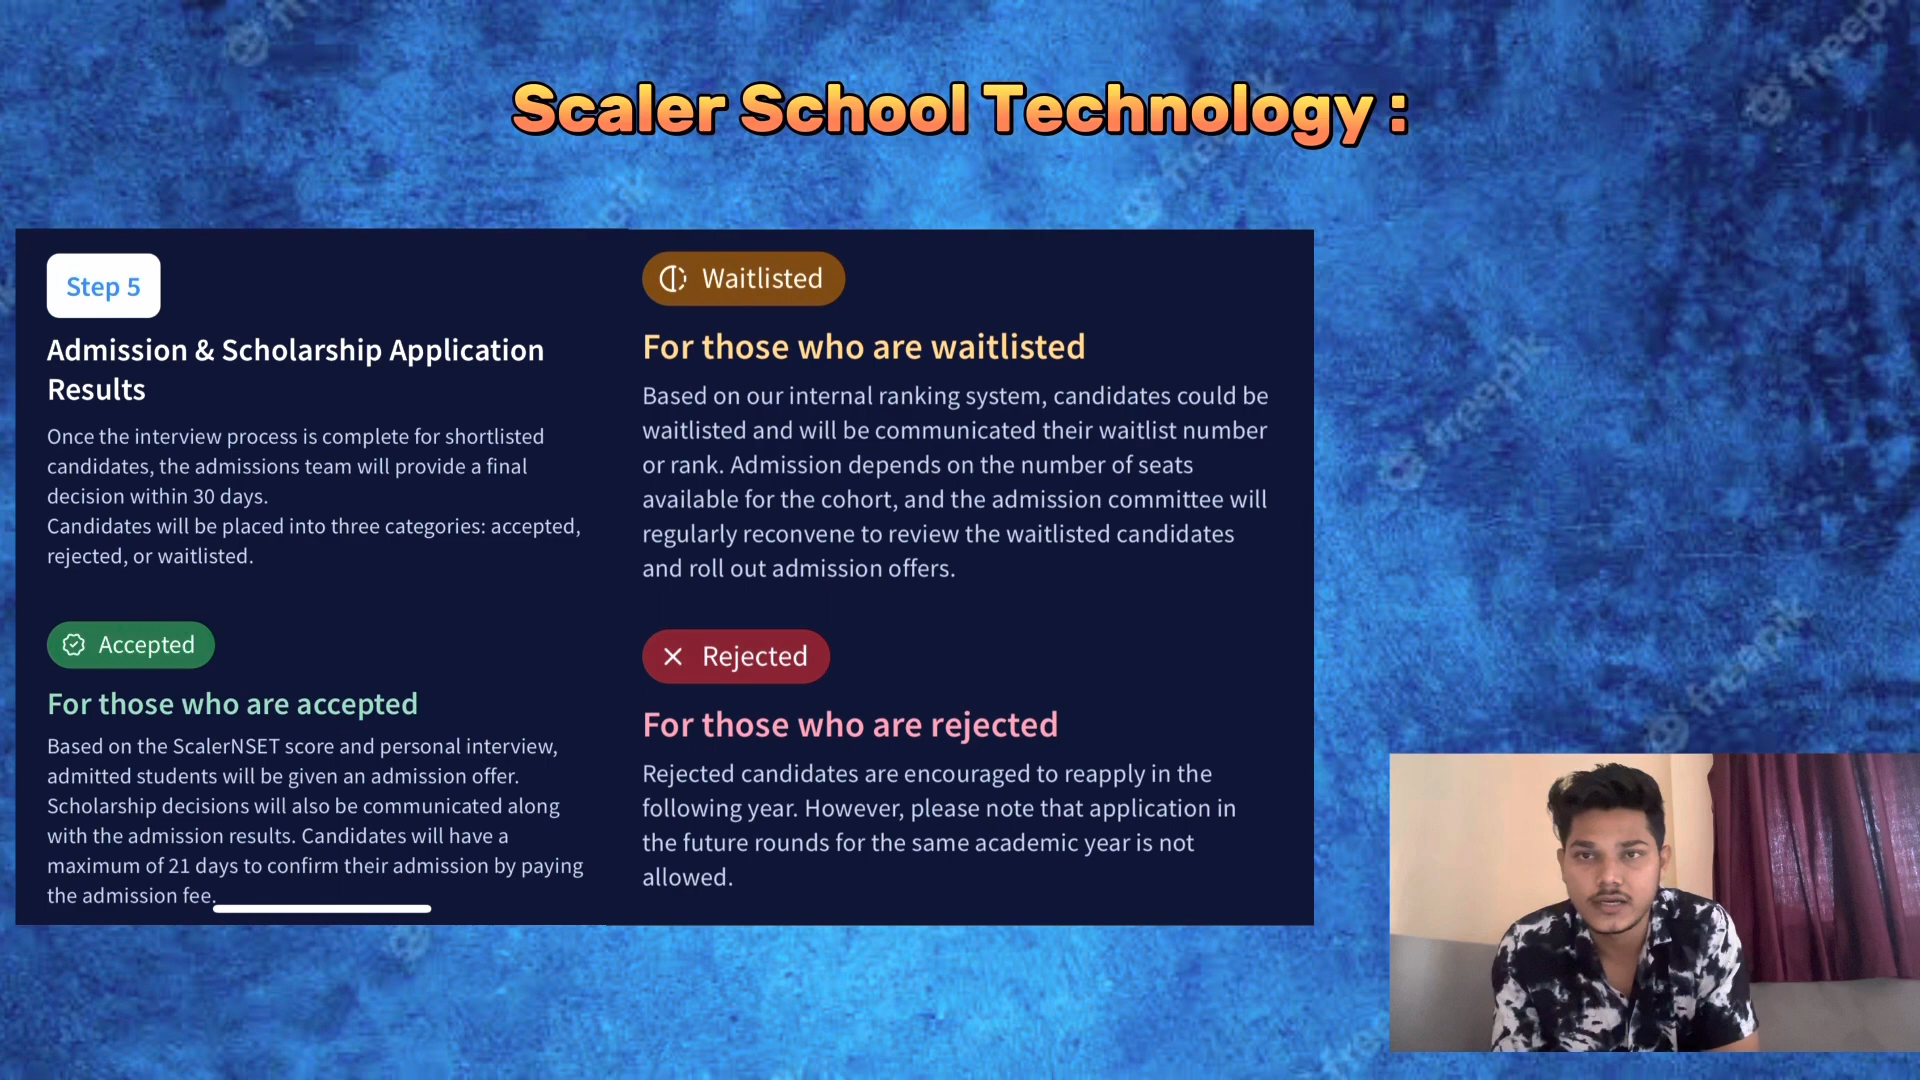 Scaler School Technology :
Step 5
Admission & Scholarship Application
Results
Once the interview process is complete for shortlisted
candidates, the admissions team will provide a final
decision within 30 days.
Candidates will be placed into three categories: accepted,
rejected, or waitlisted.
Accepted
For those who are accepted
Based on the ScalerNSET score and personal interview,
admitted students will be given an admission offer.
Scholarship decisions will also be communicated along
with the admission results. Candidates will have a
maximum of 21 days to confirm their admission by paying
the admission fee.
Waitlisted
For those who are waitlisted
Based on our internal ranking system, candidates could be
waitlisted and will be communicated their waitlist number
or rank. Admission depends on the number of seats
available for the cohort, and the admission committee will
regularly reconvene to review the waitlisted candidates
and roll out admission offers.
Rejected
For those who are rejected
Rejected candidates are encouraged to reapply in the
following year. However, please note that application in
the future rounds for the same academic year is not
allowed.
freepik
freepik
freepik